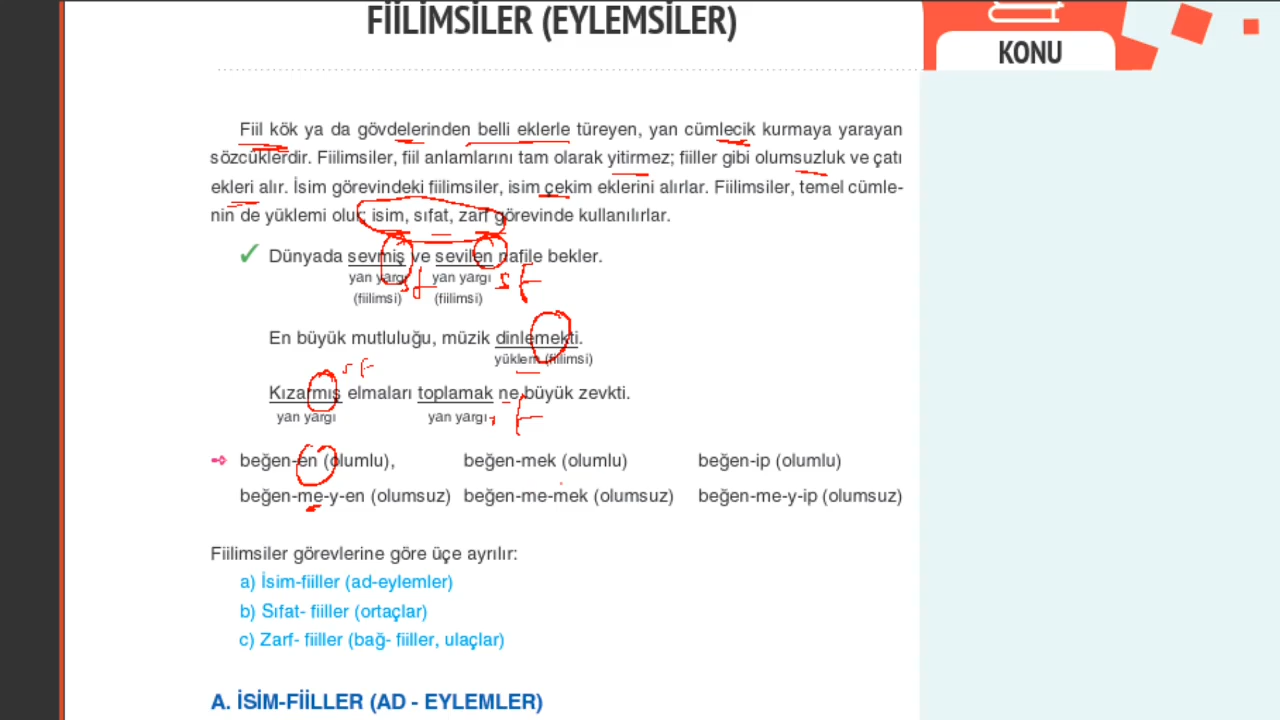 FİİLİMSİLER (EYLEMSİLER)
KONU
Fiil kök ya da gövdelerinden belli eklerle türeyen, yan cümlecik kurmaya yarayan
sözcüklerdir. Fiilimsiler, fiil anlamlarını tam olarak yitirmez; fiiller gibi olumsuzluk ve çatı
ekleri alır. İsim görevindeki fiilimsiler, isim çekim eklerini alırlar. Fiilimsiler, temel cümle-
nin de yüklemi olur; isim, sıfat, zarf görevinde kullanılırlar.
✓ Dünyada sevmiş ve sevilen nafile bekler.
yan yargı yan yargı
sf sF
(fiilimsi) (fiilimsi)
En büyük mutluluğu, müzik dinlemekti.
yüklem (fiilimsi)
sF
Kızarmış elmaları toplamak ne büyük zevkti.
yan yargı yan yargı
beğen-en (olumlu), beğen-mek (olumlu) beğen-ip (olumlu)
beğen-me-y-en (olumsuz) beğen-me-mek (olumsuz) beğen-me-y-ip (olumsuz)
Fiilimsiler görevlerine göre üçe ayrılır:
a) İsim-fiiller (ad-eylemler)
b) Sıfat- fiiller (ortaçlar)
c) Zarf- fiiller (bağ- fiiller, ulaçlar)
A. İSİM-FİİLLER (AD - EYLEMLER)